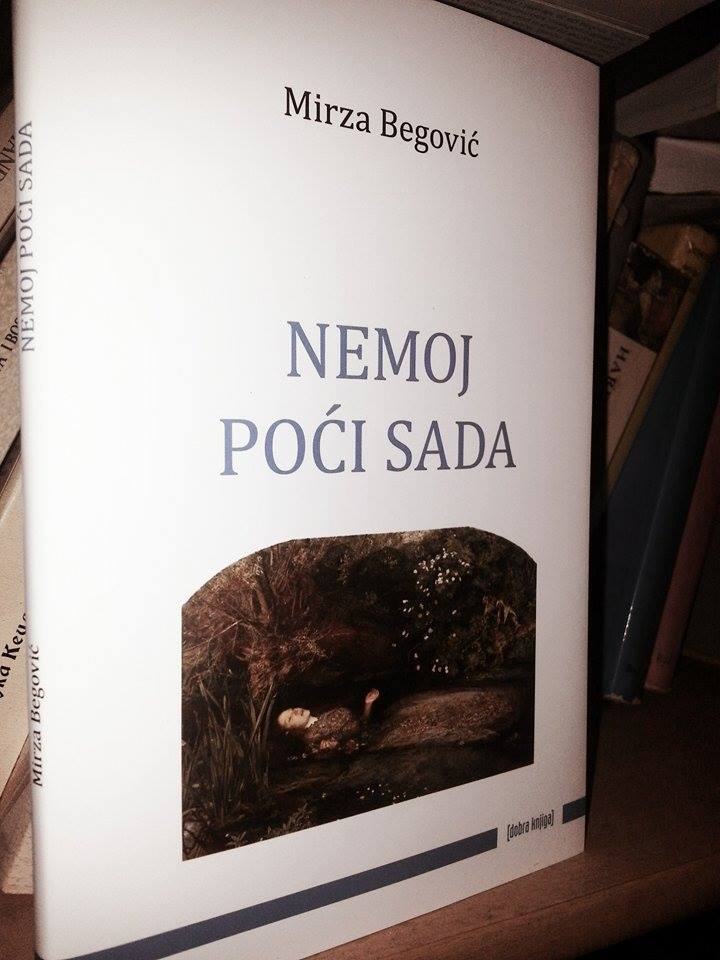 Mirza Begović
NEMOJ
POĆI SADA
[dobra knjiga]
NEMOJ POĆI SADA
Mirza Begović